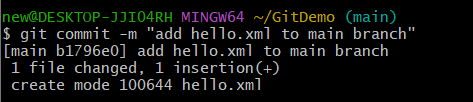 new@DESKTOP-JJIO4RH MINGW64 ~/GitDemo (main)
$ git commit -m "add hello.xml to main branch"
[main b1796e0] add hello.xml to main branch
1 file changed, 1 insertion(+)
create mode 100644 hello.xml